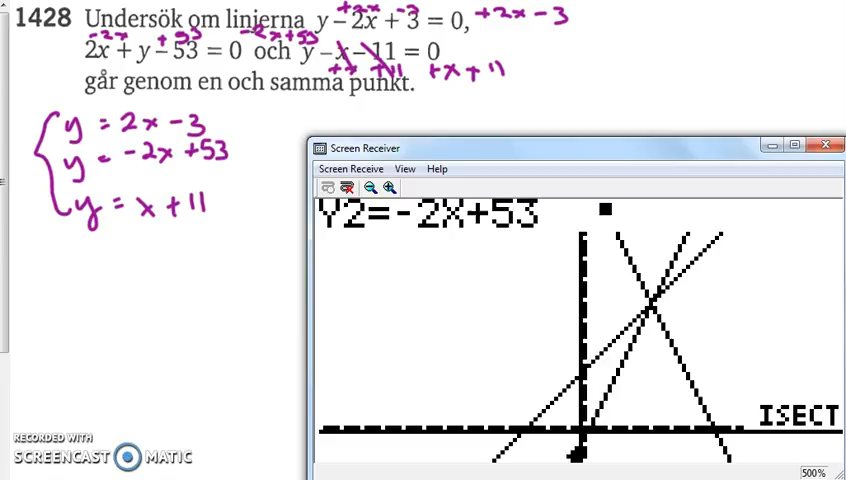 1428 Undersök om linjerna y − 2x + 3 = 0,
+2x −3
+2x − 3
2x + y − 53 = 0 och y − x − 11 = 0
−2x +53
−2x +53
+x +11
+x + 11
går genom en och samma punkt.
y = 2x − 3
y = −2x + 53
y = x + 11
Screen Receiver
Screen Receive View Help
Y2=-2X+53
ISECT
RECORDED WITH
SCREENCAST MATIC
500%